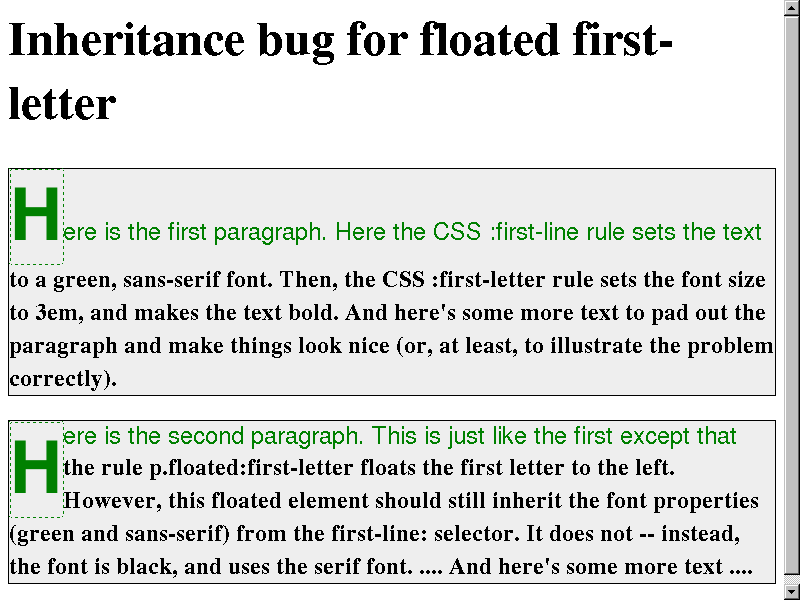 Inheritance bug for floated first-
letter
Here is the first paragraph. Here the CSS :first-line rule sets the text
to a green, sans-serif font. Then, the CSS :first-letter rule sets the font size
to 3em, and makes the text bold. And here's some more text to pad out the
paragraph and make things look nice (or, at least, to illustrate the problem
correctly).
Here is the second paragraph. This is just like the first except that
the rule p.floated:first-letter floats the first letter to the left.
However, this floated element should still inherit the font properties
(green and sans-serif) from the first-line: selector. It does not -- instead,
the font is black, and uses the serif font. .... And here's some more text ....